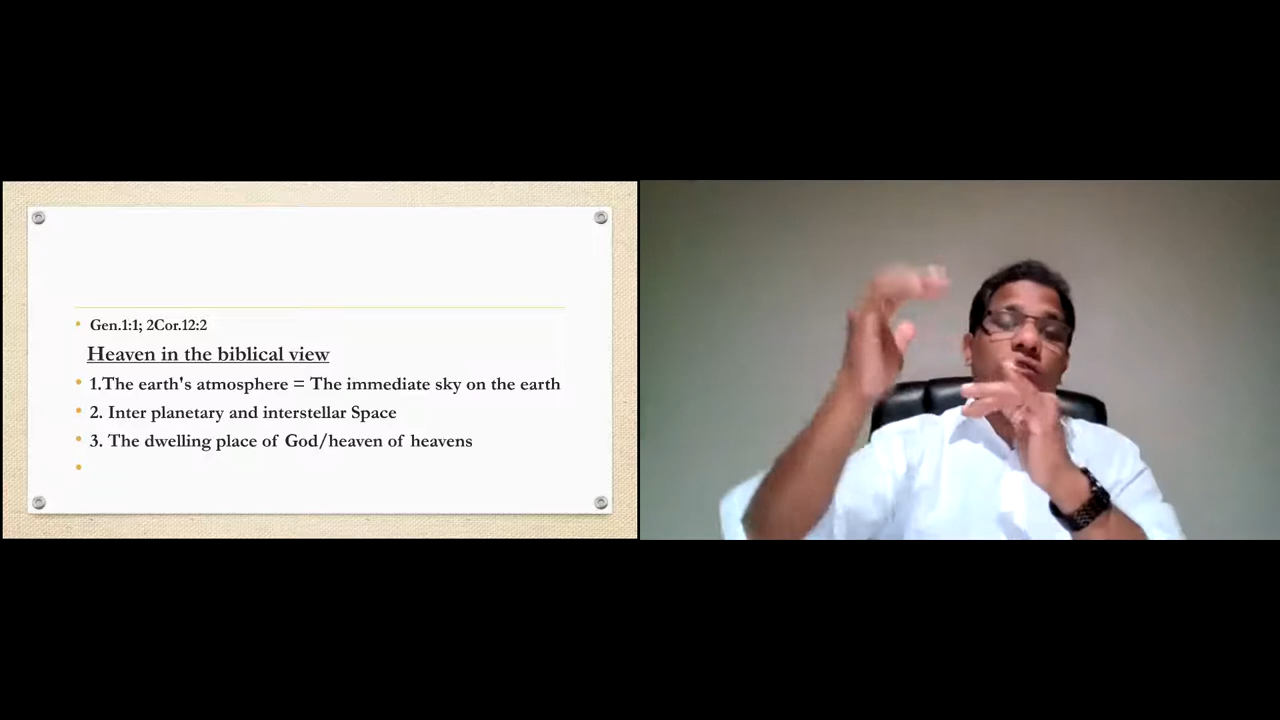 Gen.1:1; 2Cor.12:2
Heaven in the biblical view
1.The earth's atmosphere = The immediate sky on the earth
2. Inter planetary and interstellar Space
3. The dwelling place of God/heaven of heavens